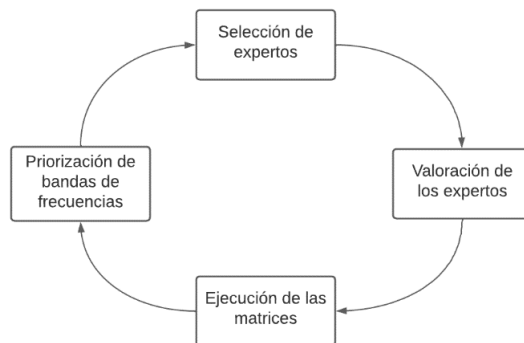 Selección de
expertos
Valoración de
los expertos
Ejecución de las
matrices
Priorización de
bandas de
frecuencias